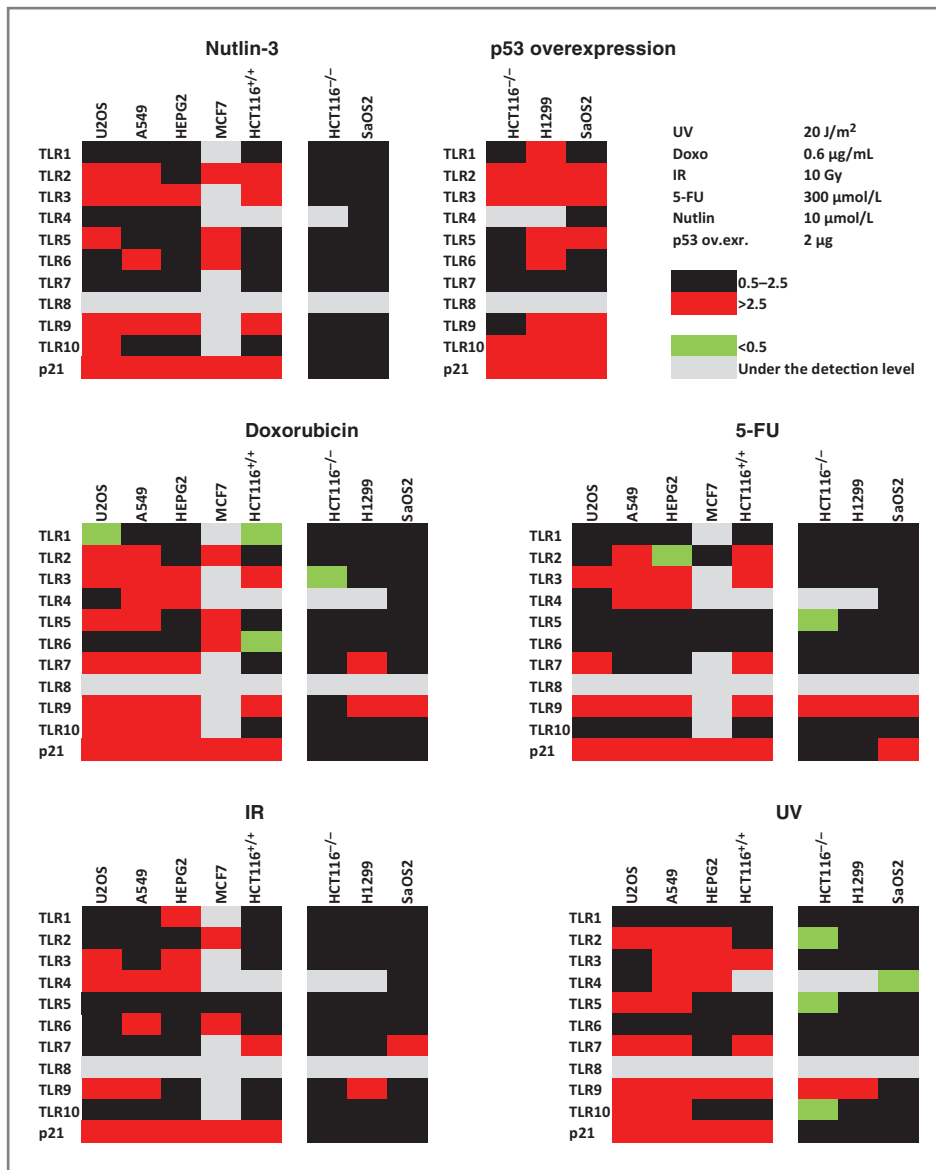 Nutlin-3
p53 overexpression
U2OS
A549
HEPG2
MCF7
HCT116+/+
HCT116–/–
SaOS2
HCT116–/–
H1299
SaOS2
TLR1
TLR2
TLR3
TLR4
TLR5
TLR6
TLR7
TLR8
TLR9
TLR10
p21
TLR1
TLR2
TLR3
TLR4
TLR5
TLR6
TLR7
TLR8
TLR9
TLR10
p21
UV 20 J/m2
Doxo 0.6 µg/mL
IR 10 Gy
5-FU 300 µmol/L
Nutlin 10 µmol/L
p53 ov.exr. 2 µg
0.5–2.5
>2.5
<0.5
Under the detection level
Doxorubicin
U2OS
A549
HEPG2
MCF7
HCT116+/+
HCT116–/–
H1299
SaOS2
TLR1
TLR2
TLR3
TLR4
TLR5
TLR6
TLR7
TLR8
TLR9
TLR10
p21
5-FU
U2OS
A549
HEPG2
MCF7
HCT116+/+
HCT116–/–
H1299
SaOS2
TLR1
TLR2
TLR3
TLR4
TLR5
TLR6
TLR7
TLR8
TLR9
TLR10
p21
IR
U2OS
A549
HEPG2
MCF7
HCT116+/+
HCT116–/–
H1299
SaOS2
TLR1
TLR2
TLR3
TLR4
TLR5
TLR6
TLR7
TLR8
TLR9
TLR10
p21
UV
U2OS
A549
HEPG2
HCT116+/+
HCT116–/–
H1299
SaOS2
TLR1
TLR2
TLR3
TLR4
TLR5
TLR6
TLR7
TLR8
TLR9
TLR10
p21